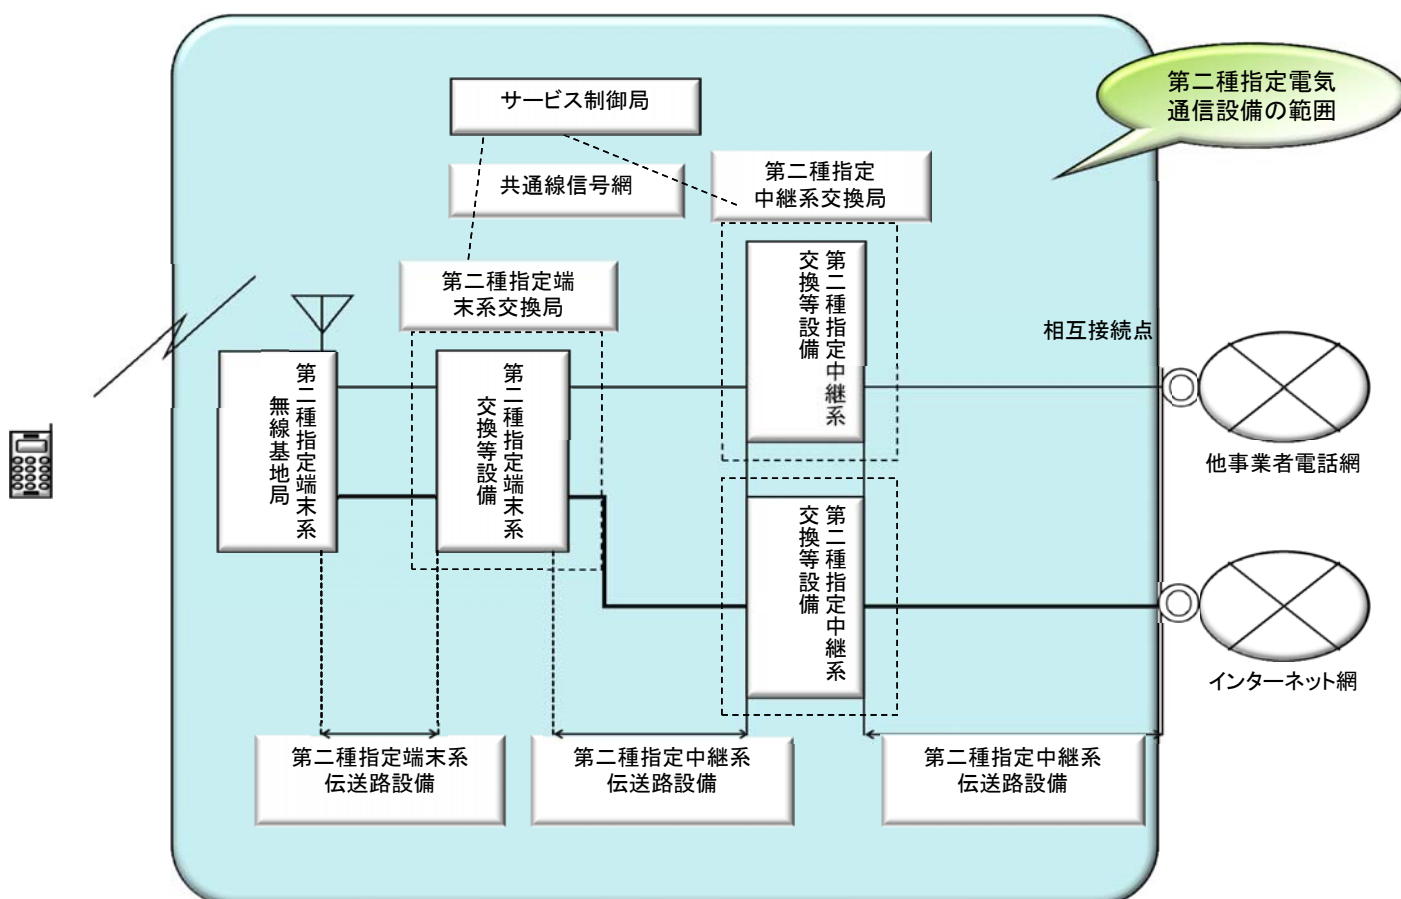 第二種指定電気
通信設備の範囲
サービス制御局
共通線信号網
第二種指定
中継系交換局
第二種指定端
末系交換局
第二種指定端末系
無線基地局
第二種指定端末系
交換等設備
第二種指定中継系
交換等設備
第二種指定中継系
交換等設備
相互接続点
他事業者電話網
インターネット網
第二種指定端末系
伝送路設備
第二種指定中継系
伝送路設備
第二種指定中継系
伝送路設備